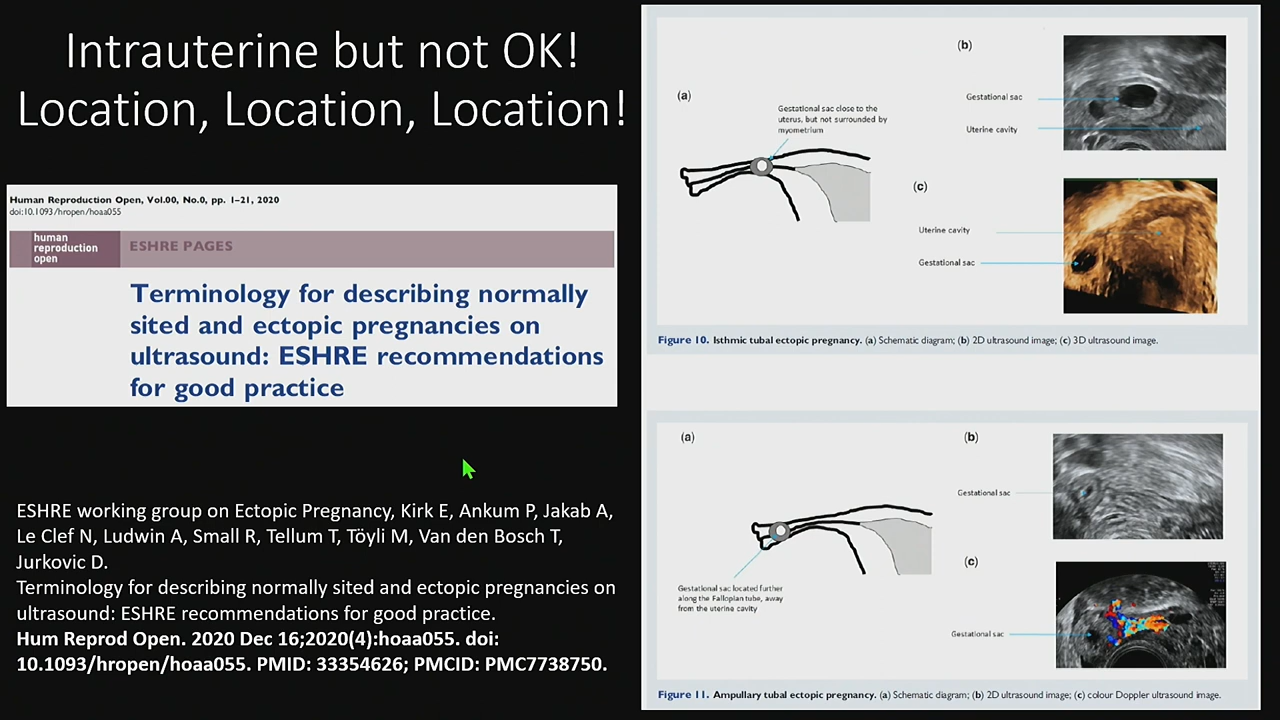 Intrauterine but not OK!
Location, Location, Location!
Human Reproduction Open, Vol.00, No.0, pp. 1–21, 2020
doi:10.1093/hropen/hoaa055
human
reproduction
open
ESHRE PAGES
Terminology for describing normally
sited and ectopic pregnancies on
ultrasound: ESHRE recommendations
for good practice
ESHRE working group on Ectopic Pregnancy, Kirk E, Ankum P, Jakab A,
Le Clef N, Ludwin A, Small R, Tellum T, Töyli M, Van den Bosch T,
Jurkovic D.
Terminology for describing normally sited and ectopic pregnancies on
ultrasound: ESHRE recommendations for good practice.
Hum Reprod Open. 2020 Dec 16;2020(4):hoaa055. doi:
10.1093/hropen/hoaa055. PMID: 33354626; PMCID: PMC7738750.
(a)
Gestational sac close to the
uterus, but not surrounded by
myometrium
(b)
Gestational sac
Uterine cavity
(c)
Uterine cavity
Gestational sac
Figure 10. Isthmic tubal ectopic pregnancy. (a) Schematic diagram; (b) 2D ultrasound image; (c) 3D ultrasound image.
(a)
Gestational sac located further
along the Fallopian tube, away
from the uterine cavity
(b)
Gestational sac
(c)
Gestational sac
Figure 11. Ampullary tubal ectopic pregnancy. (a) Schematic diagram; (b) 2D ultrasound image; (c) colour Doppler ultrasound image.